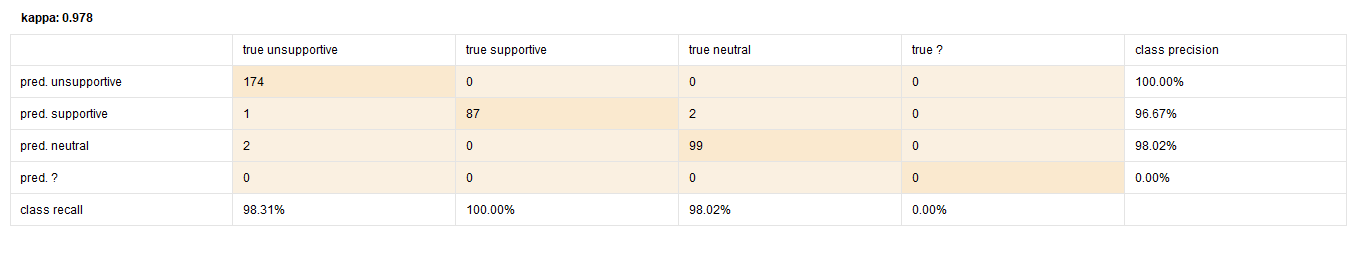 kappa: 0.978
true unsupportive true supportive true neutral true ? class precision
pred. unsupportive 174 0 0 0 100.00%
pred. supportive 1 87 2 0 96.67%
pred. neutral 2 0 99 0 98.02%
pred. ? 0 0 0 0 0.00%
class recall 98.31% 100.00% 98.02% 0.00%